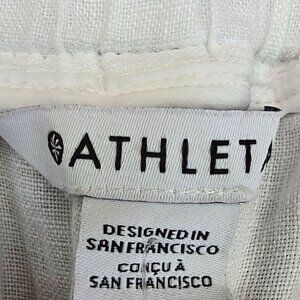 ATHLETA
DESIGNED IN
SAN FRANCISCO
CONÇU À
SAN FRANCISCO